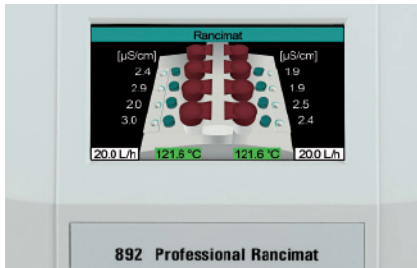 Rancimat
[µS/cm] [µS/cm]
2.4 1.9
2.9 1.9
2.0 2.5
3.0 2.4
20.0 L/h 121.6 °C 121.6 °C 20.0 L/h
892 Professional Rancimat